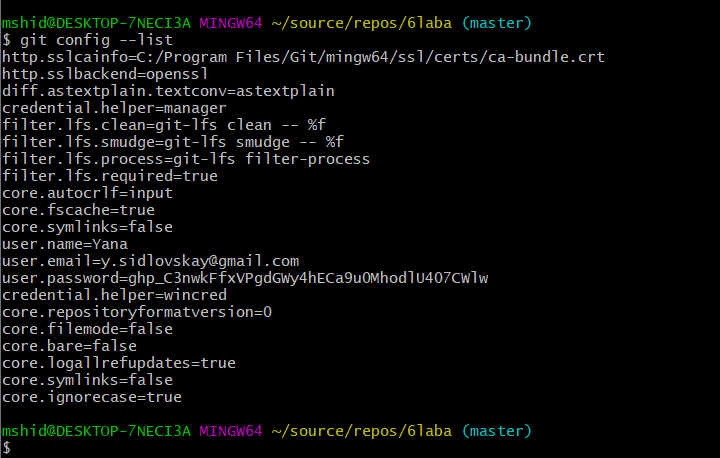 mshid@DESKTOP-7NECI3A MINGW64 ~/source/repos/6laba (master)
$ git config --list
http.sslcainfo=C:/Program Files/Git/mingw64/ssl/certs/ca-bundle.crt
http.sslbackend=openssl
diff.astextplain.textconv=astextplain
credential.helper=manager
filter.lfs.clean=git-lfs clean -- %f
filter.lfs.smudge=git-lfs smudge -- %f
filter.lfs.process=git-lfs filter-process
filter.lfs.required=true
core.autocrlf=input
core.fscache=true
core.symlinks=false
user.name=Yana
user.email=y.sidlovskay@gmail.com
user.password=ghp_C3nwkFfxVPgdGWy4hECa9u0MhodlU4O7CWlw
credential.helper=wincred
core.repositoryformatversion=0
core.filemode=false
core.bare=false
core.logallrefupdates=true
core.symlinks=false
core.ignorecase=true
mshid@DESKTOP-7NECI3A MINGW64 ~/source/repos/6laba (master)
$